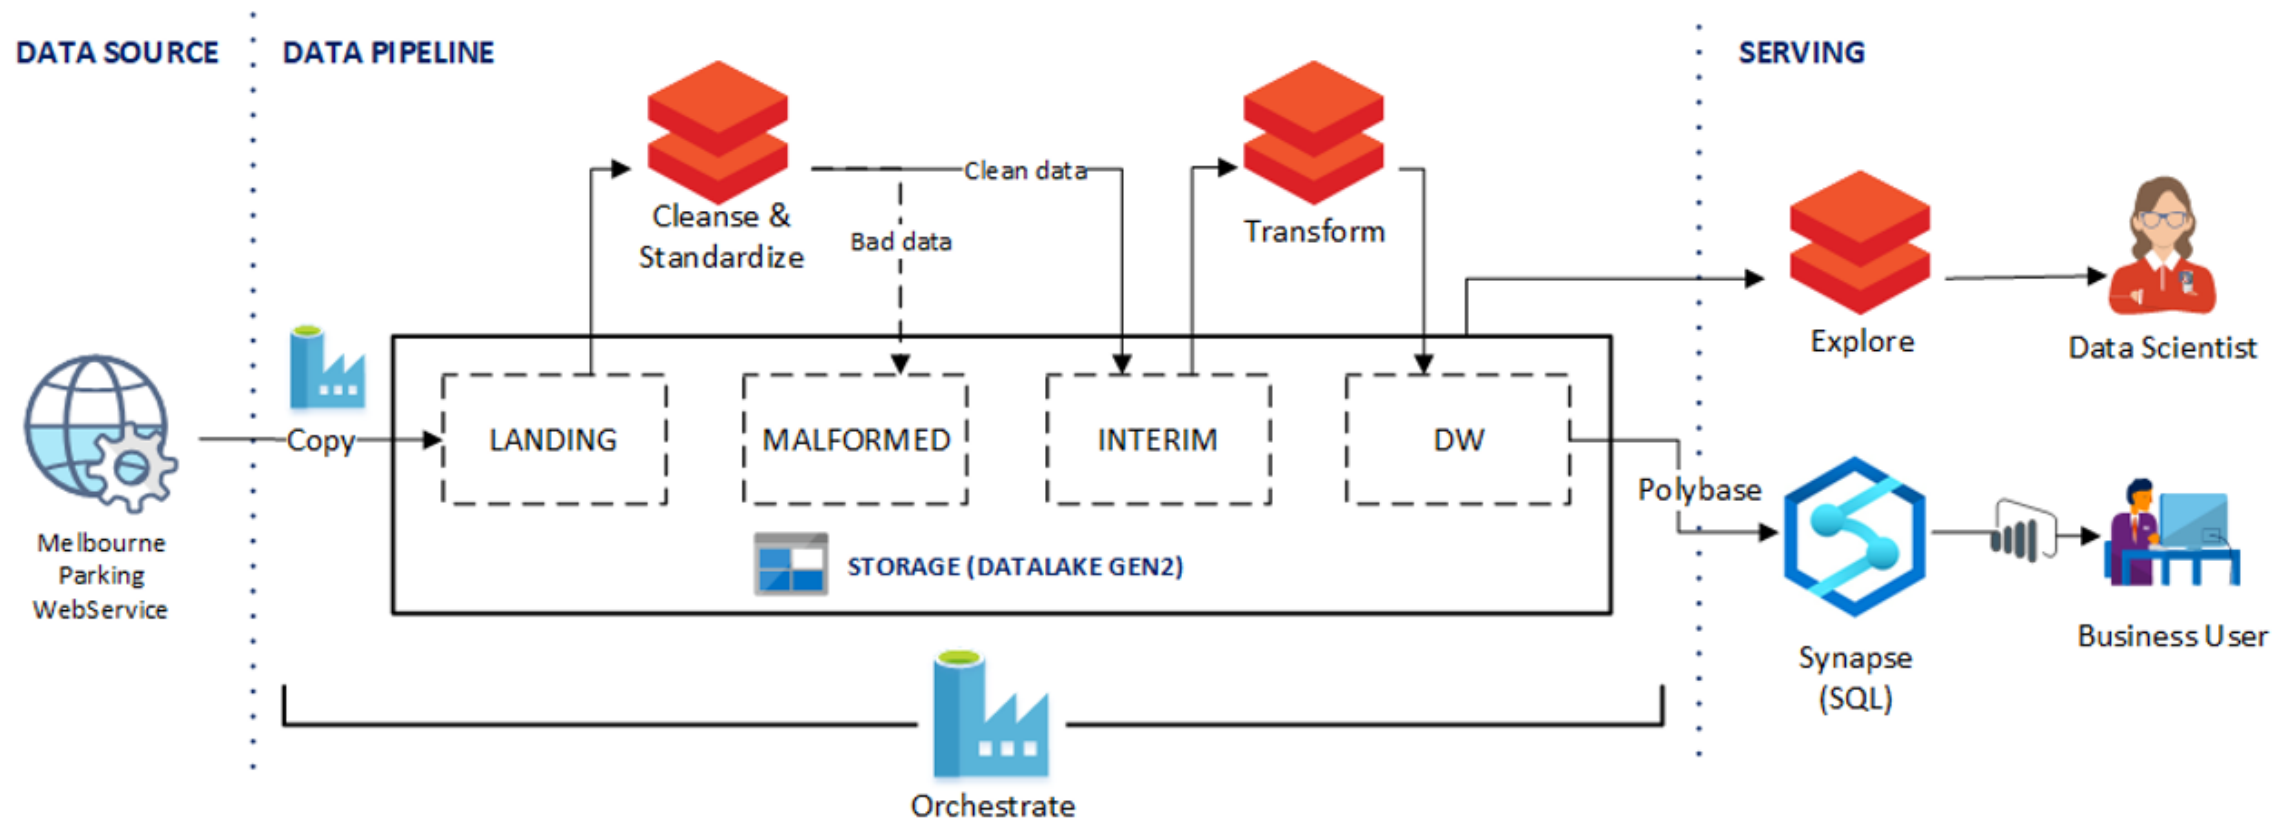 DATA SOURCE
DATA PIPELINE
SERVING
Cleanse &
Standardize
Clean data
Bad data
Transform
Explore
Data Scientist
Copy
LANDING
MALFORMED
INTERIM
DW
Polybase
STORAGE (DATALAKE GEN2)
Melbourne
Parking
WebService
Synapse
(SQL)
Business User
Orchestrate